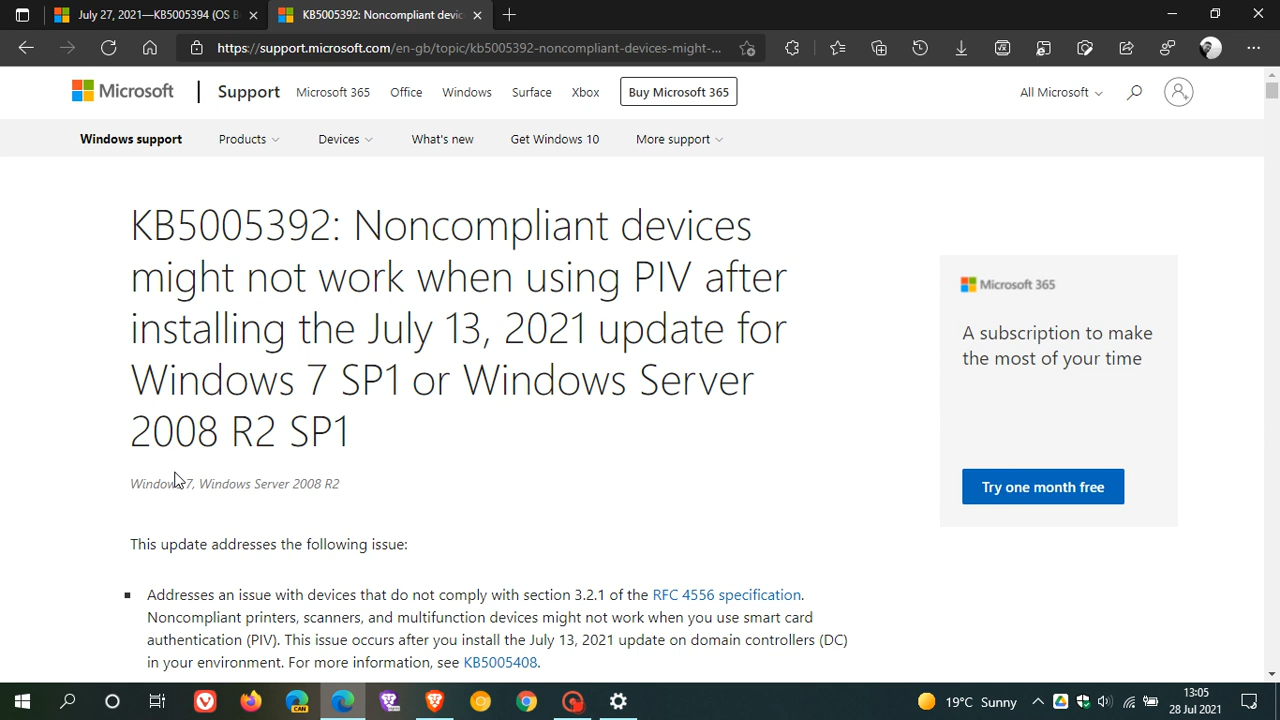 July 27, 2021—KB5005394 (OS B
KB5005392: Noncompliant devic
https://support.microsoft.com/en-gb/topic/kb5005392-noncompliant-devices-might-...
Microsoft
Support
Microsoft 365
Office
Windows
Surface
Xbox
Buy Microsoft 365
All Microsoft
Windows support
Products
Devices
What's new
Get Windows 10
More support
KB5005392: Noncompliant devices
might not work when using PIV after
installing the July 13, 2021 update for
Windows 7 SP1 or Windows Server
2008 R2 SP1
Windows 7, Windows Server 2008 R2
Microsoft 365
A subscription to make
the most of your time
Try one month free
This update addresses the following issue:
Addresses an issue with devices that do not comply with section 3.2.1 of the RFC 4556 specification.
Noncompliant printers, scanners, and multifunction devices might not work when you use smart card
authentication (PIV). This issue occurs after you install the July 13, 2021 update on domain controllers (DC)
in your environment. For more information, see KB5005408.
CAN
19°C Sunny
13:05
28 Jul 2021